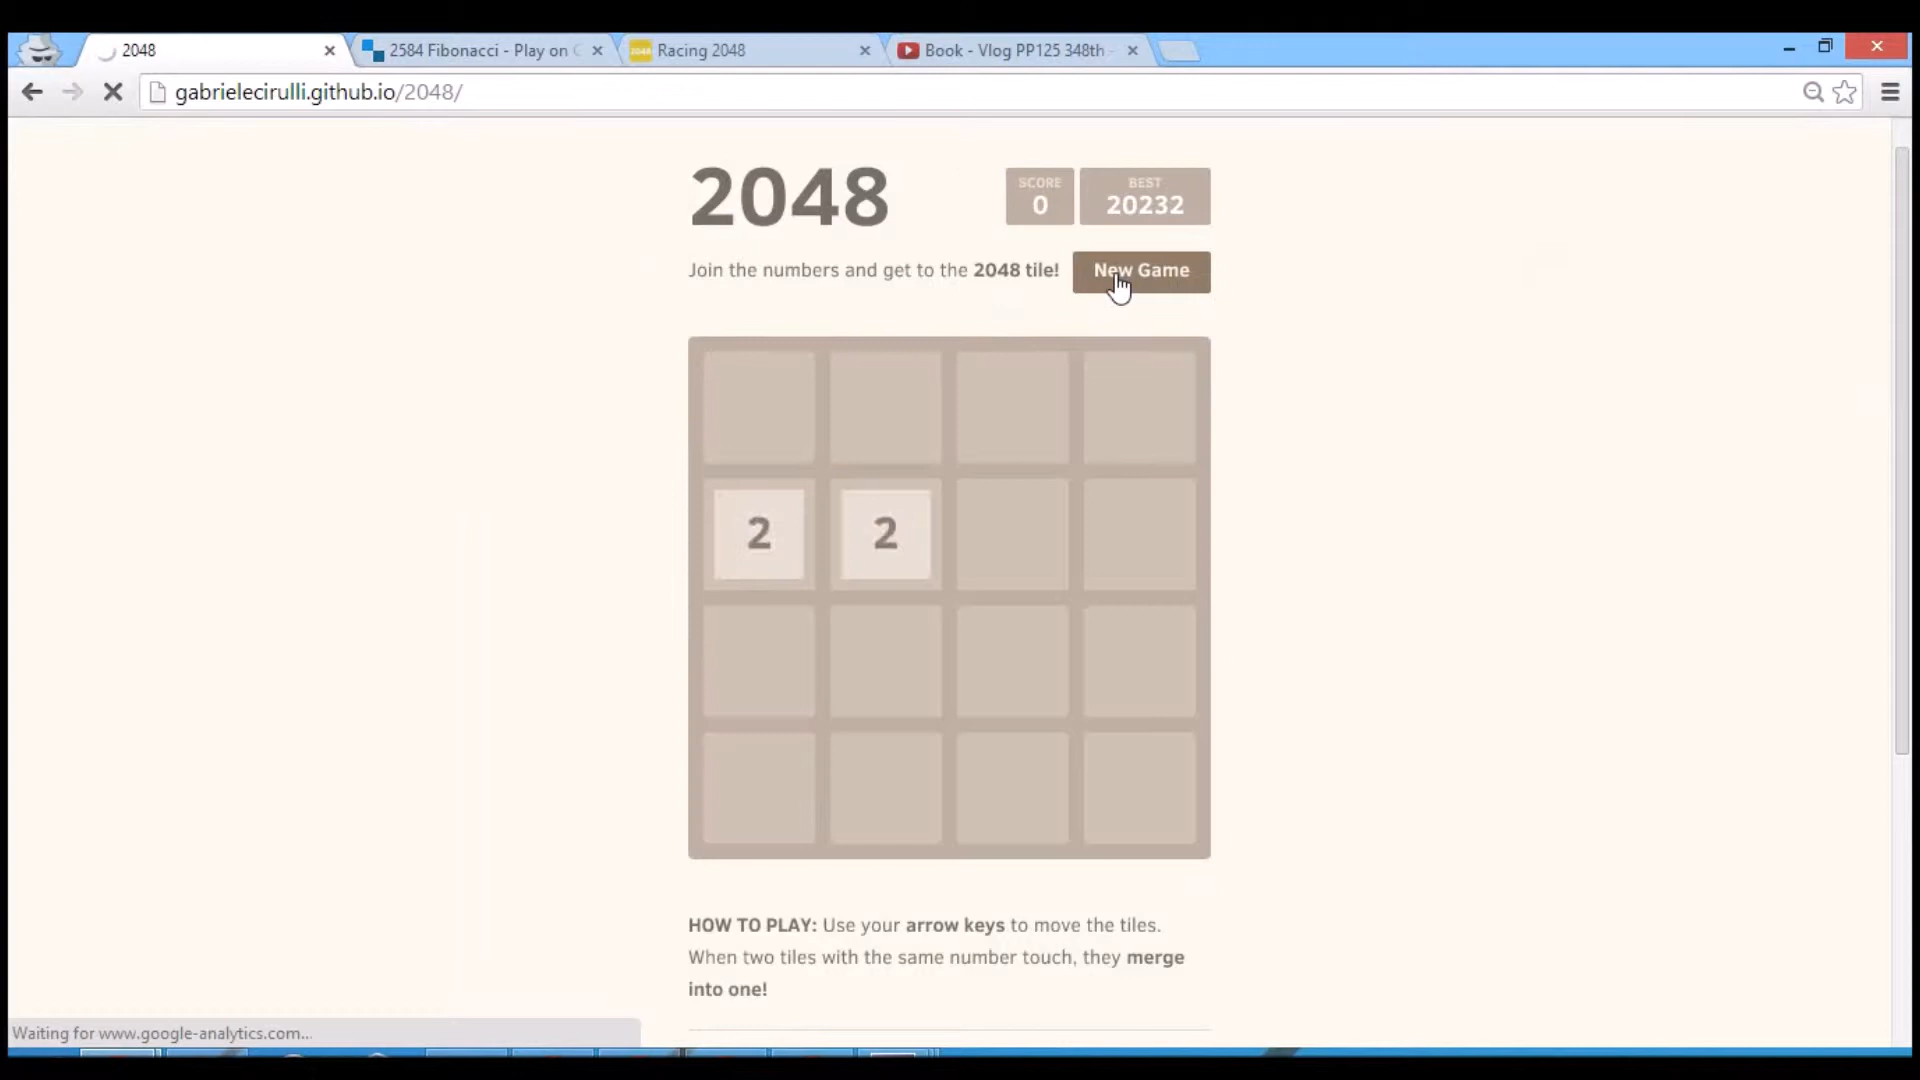 2048
2584 Fibonacci - Play on
Racing 2048
Book - Vlog PP125 348th -
gabrielecirulli.github.io/2048/
2048
SCORE
0
BEST
20232
Join the numbers and get to the 2048 tile!
New Game
2 2
HOW TO PLAY: Use your arrow keys to move the tiles.
When two tiles with the same number touch, they merge
into one!
Waiting for www.google-analytics.com...